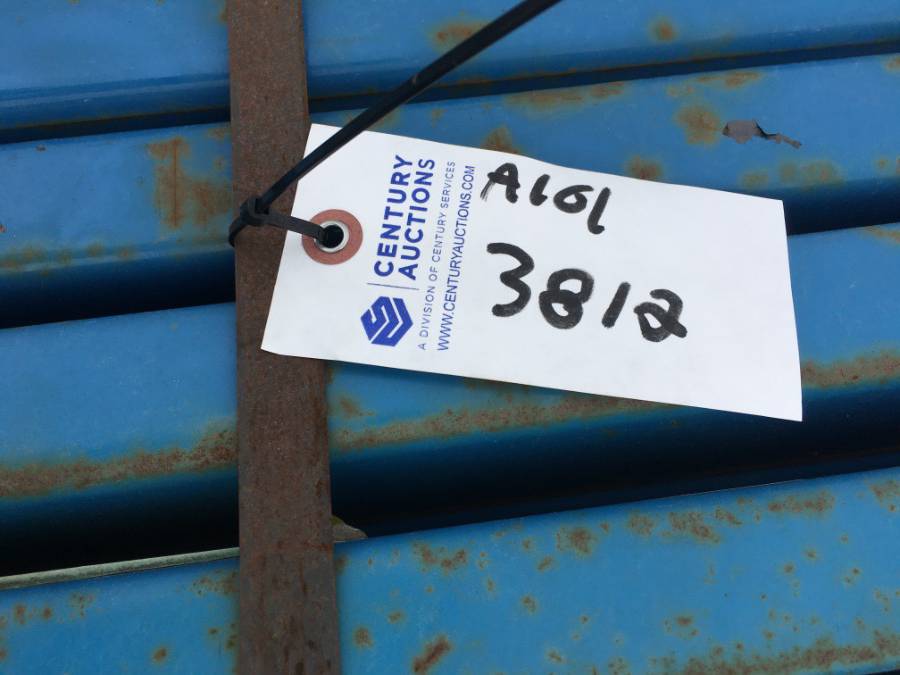 CENTURY
AUCTIONS
A DIVISION OF CENTURY SERVICES
WWW.CENTURYAUCTIONS.COM
A161
3812